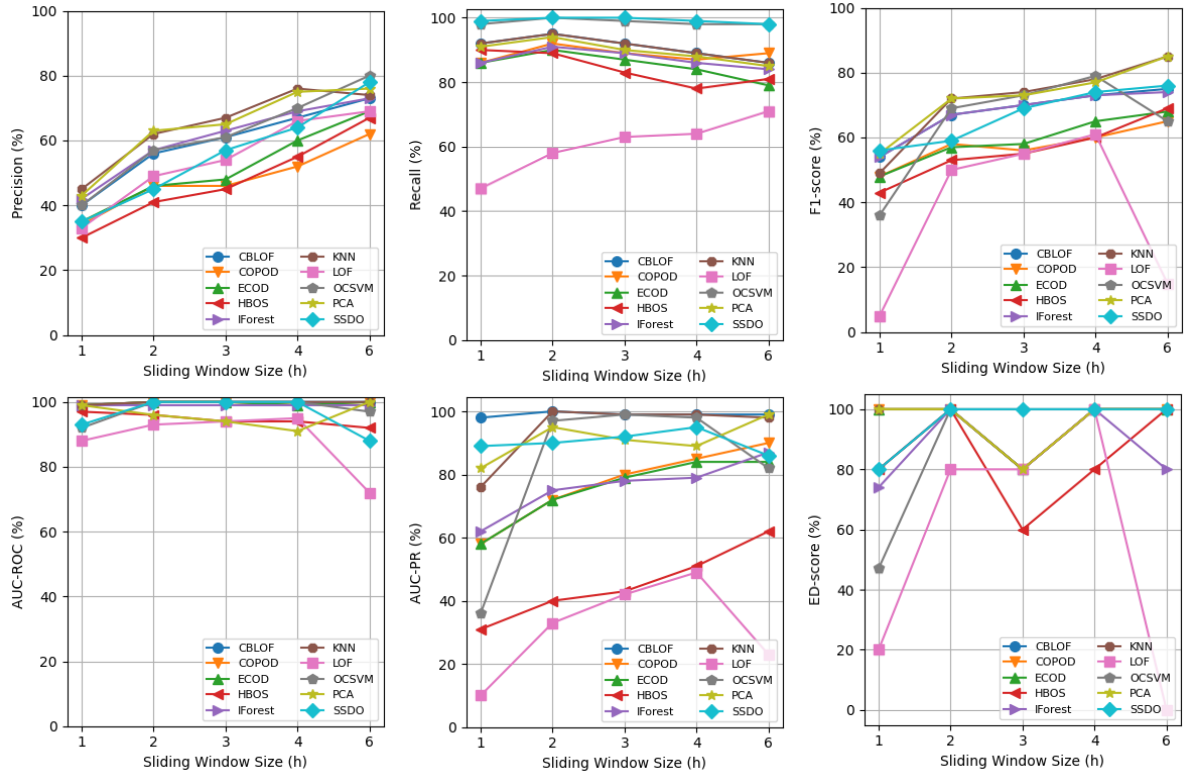 80
60
40
20
0
Precision (%)
1 2 3 4 6
Sliding Window Size (h)
CBLOF KNN
COPOD LOF
ECOD OCSVM
HBOS PCA
IForest SSDO
100
80
60
40
20
0
Recall (%)
1 2 3 4 6
Sliding Window Size (h)
CBLOF KNN
COPOD LOF
ECOD OCSVM
HBOS PCA
IForest SSDO
80
60
40
20
0
F1-score (%)
1 2 3 4 6
Sliding Window Size (h)
CBLOF KNN
COPOD LOF
ECOD OCSVM
HBOS PCA
IForest SSDO
100
80
60
40
20
0
AUC-ROC (%)
1 2 3 4 6
Sliding Window Size (h)
CBLOF KNN
COPOD LOF
ECOD OCSVM
HBOS PCA
IForest SSDO
100
80
60
40
20
0
AUC-PR (%)
1 2 3 4 6
Sliding Window Size (h)
CBLOF KNN
COPOD LOF
ECOD OCSVM
HBOS PCA
IForest SSDO
100
80
60
40
20
0
ED-score (%)
1 2 3 4 6
Sliding Window Size (h)
CBLOF KNN
COPOD LOF
ECOD OCSVM
HBOS PCA
IForest SSDO